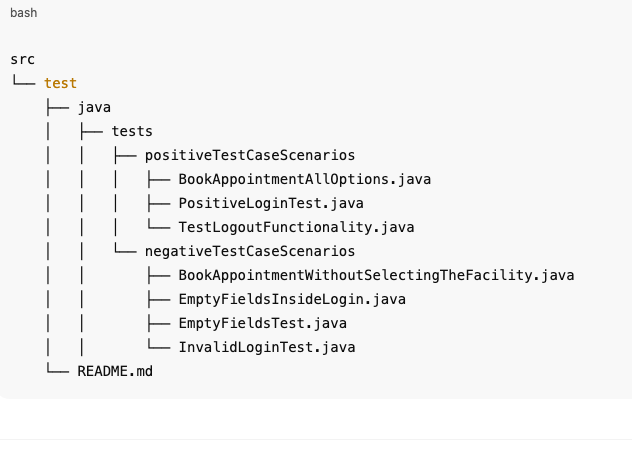 bash
src
└── test
    ├── java
    │   ├── tests
    │   │   ├── positiveTestCaseScenarios
    │   │   │   ├── BookAppointmentAllOptions.java
    │   │   │   ├── PositiveLoginTest.java
    │   │   │   └── TestLogoutFunctionality.java
    │   │   └── negativeTestCaseScenarios
    │   │       ├── BookAppointmentWithoutSelectingTheFacility.java
    │   │       ├── EmptyFieldsInsideLogin.java
    │   │       ├── EmptyFieldsTest.java
    │   │       └── InvalidLoginTest.java
    └── README.md